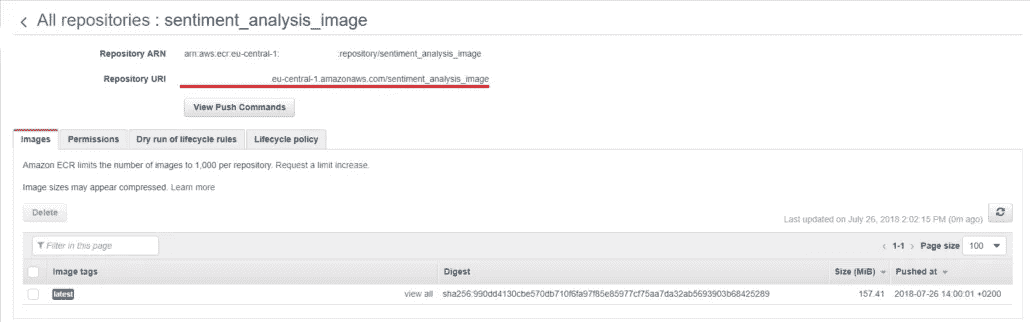 All repositories : sentiment_analysis_image
Repository ARN arn:aws:ecr:eu-central-1: :repository/sentiment_analysis_image
Repository URI eu-central-1.amazonaws.com/sentiment_analysis_image
View Push Commands
Images Permissions Dry run of lifecycle rules Lifecycle policy
Amazon ECR limits the number of images to 1,000 per repository. Request a limit increase.
Image sizes may appear compressed. Learn more
Delete
Last updated on July 26, 2018 2:02:15 PM (0m ago)
Filter in this page
1-1 Page size 100
Image tags Digest Size (MiB) Pushed at
latest view all sha256:990dd4130cbe570db710f6fa97f85e85977cf75aa7da32ab5693903b68425289 157.41 2018-07-26 14:00:01 +0200